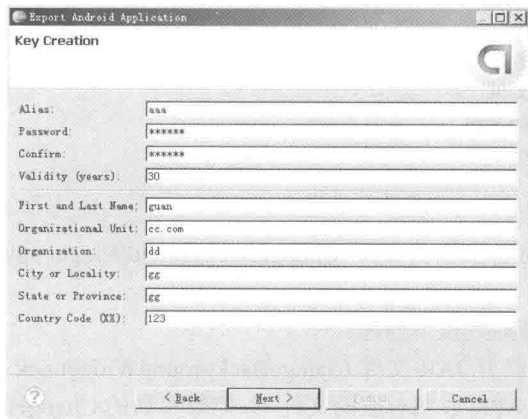 Export Android Application
Key Creation
Alias: aaa
Password: ******
Confirm: ******
Validity (years): 30
First and Last Name: guan
Organizational Unit: cc.com
Organization: dd
City or Locality: gg
State or Province: gg
Country Code (XX): 123
< Back Next > Finish Cancel